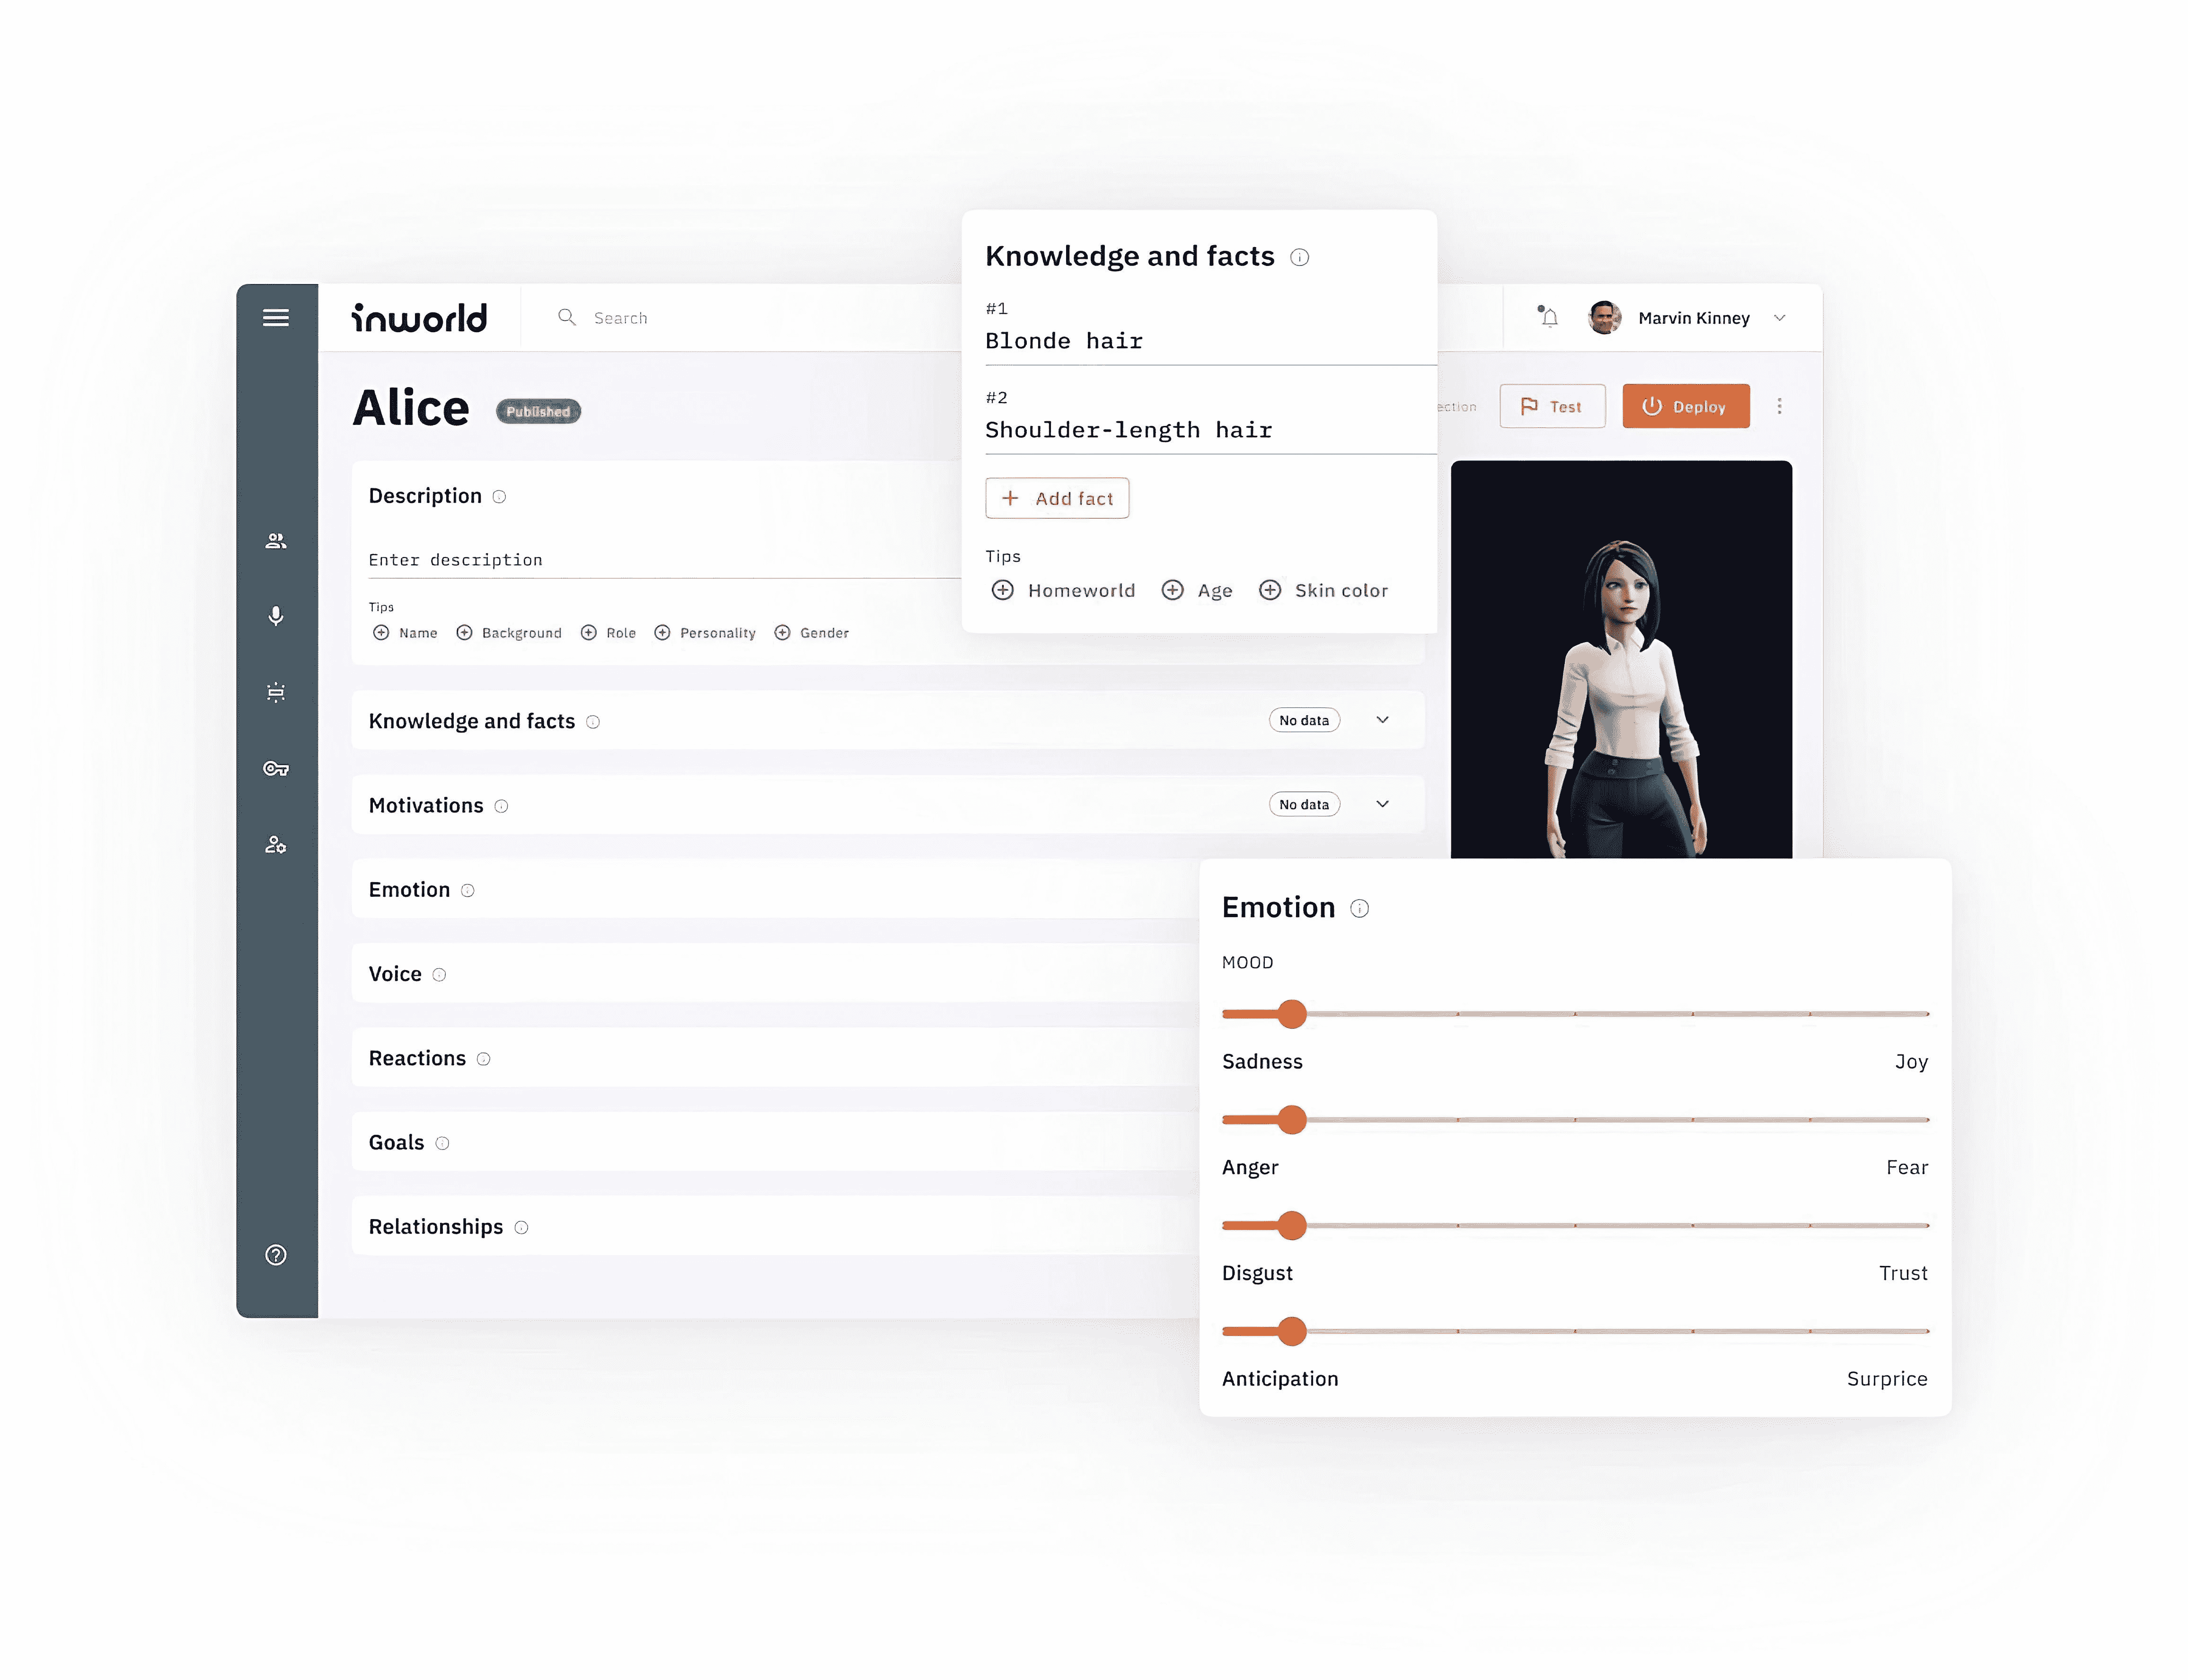 inworld
Search
Marvin Kinney
Alice
Published
Test
Deploy
Description
Enter description
Tips
Name
Background
Role
Personality
Gender
Knowledge and facts
#1
Blonde hair
#2
Shoulder-length hair
Add fact
Tips
Homeworld
Age
Skin color
Knowledge and facts
No data
Motivations
No data
Emotion
Voice
Reactions
Goals
Relationships
Emotion
MOOD
Sadness
Joy
Anger
Fear
Disgust
Trust
Anticipation
Surprice